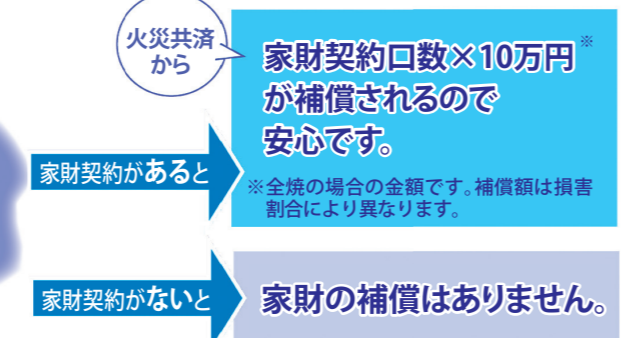 火災共済
から
家財契約口数×10万円※
が補償されるので
安心です。
家財契約があると
※全焼の場合の金額です。補償額は損害
割合により異なります。
家財契約がないと
家財の補償はありません。